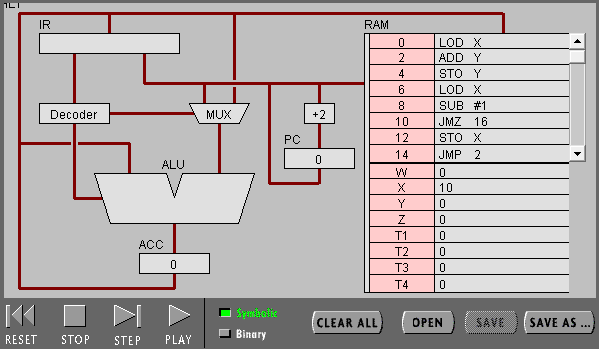 IR
RAM
0 LOD X
2 ADD Y
4 STO Y
6 LOD X
8 SUB #1
10 JMZ 16
12 STO X
14 JMP 2
Decoder
MUX
+2
PC
0
ALU
W 0
X 10
Y 0
Z 0
T1 0
T2 0
T3 0
T4 0
ACC
0
Symbolic
Binary
RESET STOP STEP PLAY
CLEAR ALL OPEN SAVE SAVE AS ...